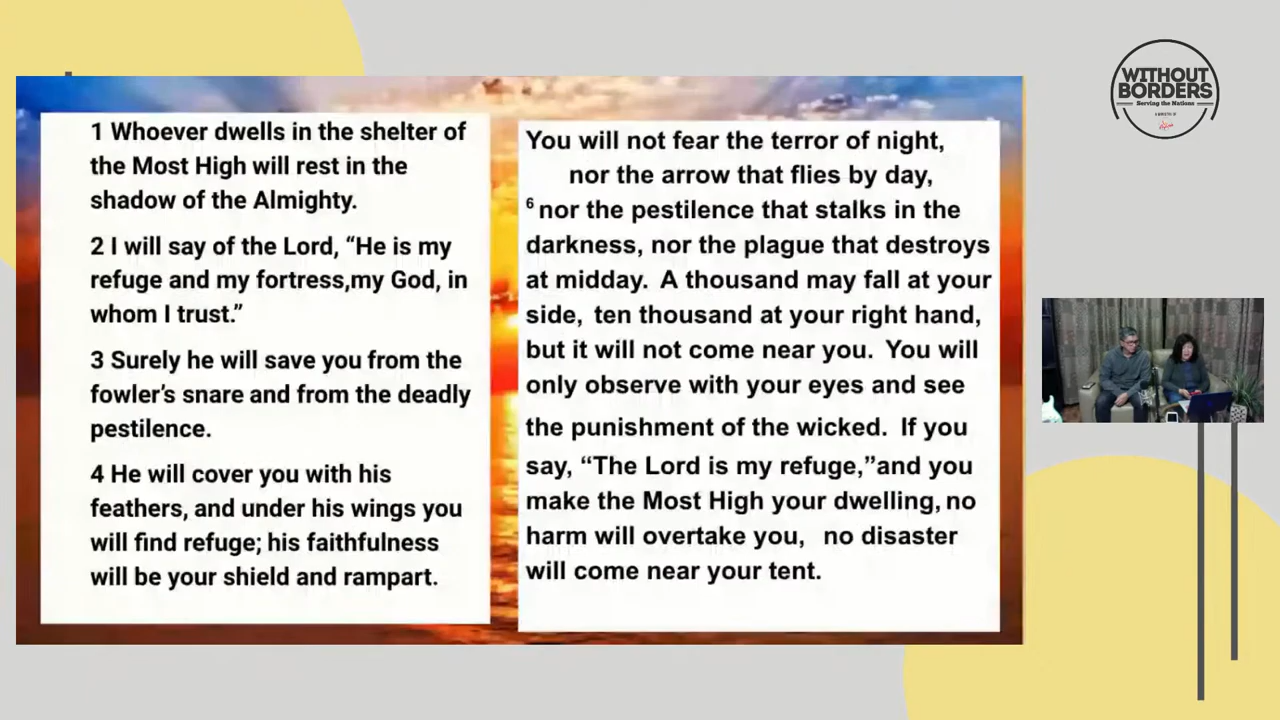 1 Whoever dwells in the shelter of
the Most High will rest in the
shadow of the Almighty.
2 I will say of the Lord, “He is my
refuge and my fortress,my God, in
whom I trust.”
3 Surely he will save you from the
fowler’s snare and from the deadly
pestilence.
4 He will cover you with his
feathers, and under his wings you
will find refuge; his faithfulness
will be your shield and rampart.
You will not fear the terror of night,
nor the arrow that flies by day,
6 nor the pestilence that stalks in the
darkness, nor the plague that destroys
at midday. A thousand may fall at your
side, ten thousand at your right hand,
but it will not come near you. You will
only observe with your eyes and see
the punishment of the wicked. If you
say, “The Lord is my refuge,”and you
make the Most High your dwelling, no
harm will overtake you, no disaster
will come near your tent.
WITHOUT
BORDERS
Serving the Nations